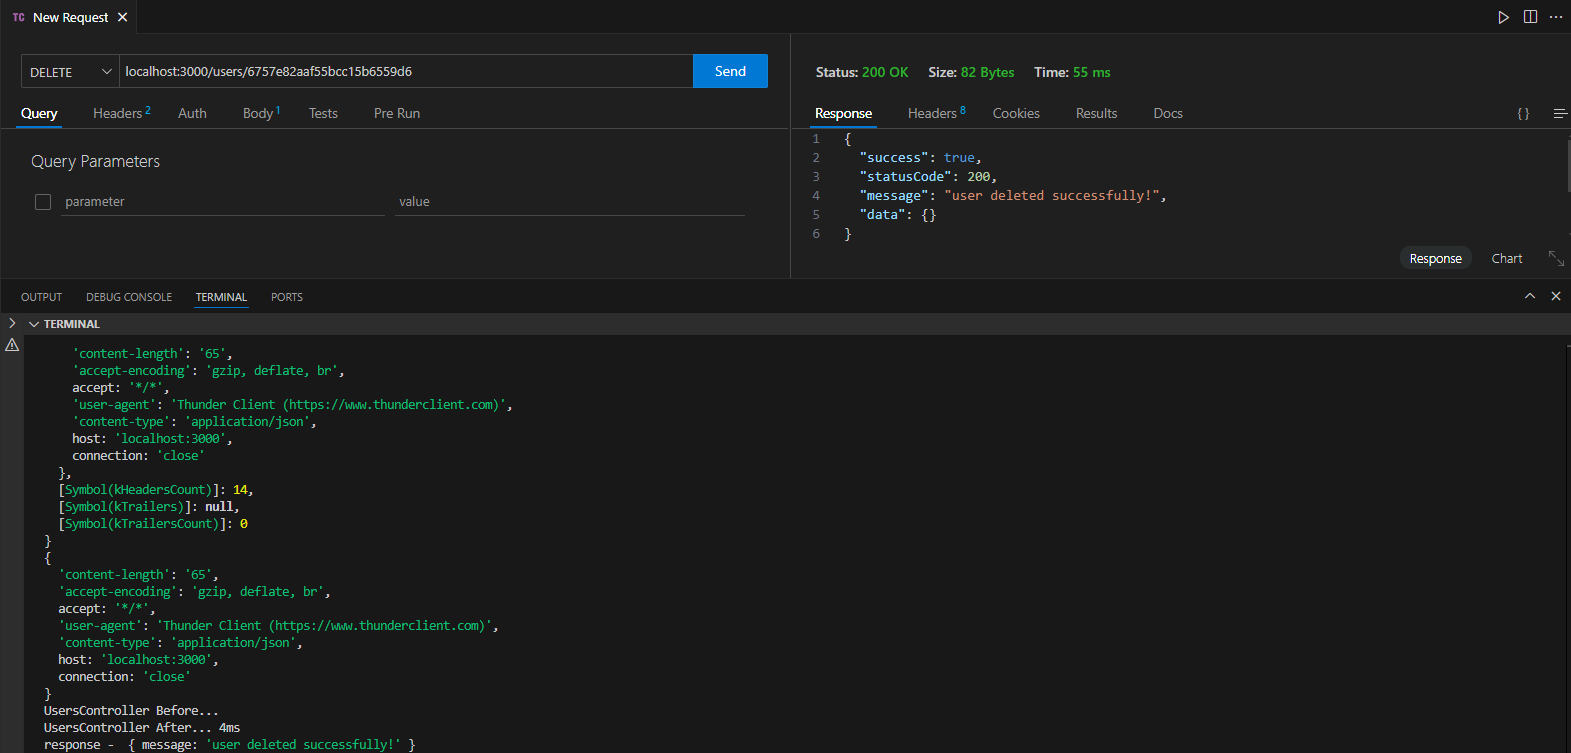 TC New Request
DELETE localhost:3000/users/6757e82aaf55bcc15b6559d6 Send
Query Headers 2 Auth Body 1 Tests Pre Run
Query Parameters
parameter value
Status: 200 OK Size: 82 Bytes Time: 55 ms
Response Headers 8 Cookies Results Docs {}
1 {
2 "success": true,
3 "statusCode": 200,
4 "message": "user deleted successfully!",
5 "data": {}
6 }
Response Chart
OUTPUT DEBUG CONSOLE TERMINAL PORTS
TERMINAL
'content-length': '65',
'accept-encoding': 'gzip, deflate, br',
accept: '*/*',
'user-agent': 'Thunder Client (https://www.thunderclient.com)',
'content-type': 'application/json',
host: 'localhost:3000',
connection: 'close'
},
[Symbol(kHeadersCount)]: 14,
[Symbol(kTrailers)]: null,
[Symbol(kTrailersCount)]: 0
}
{
'content-length': '65',
'accept-encoding': 'gzip, deflate, br',
accept: '*/*',
'user-agent': 'Thunder Client (https://www.thunderclient.com)',
'content-type': 'application/json',
host: 'localhost:3000',
connection: 'close'
}
UsersController Before...
UsersController After... 4ms
response - { message: 'user deleted successfully!' }